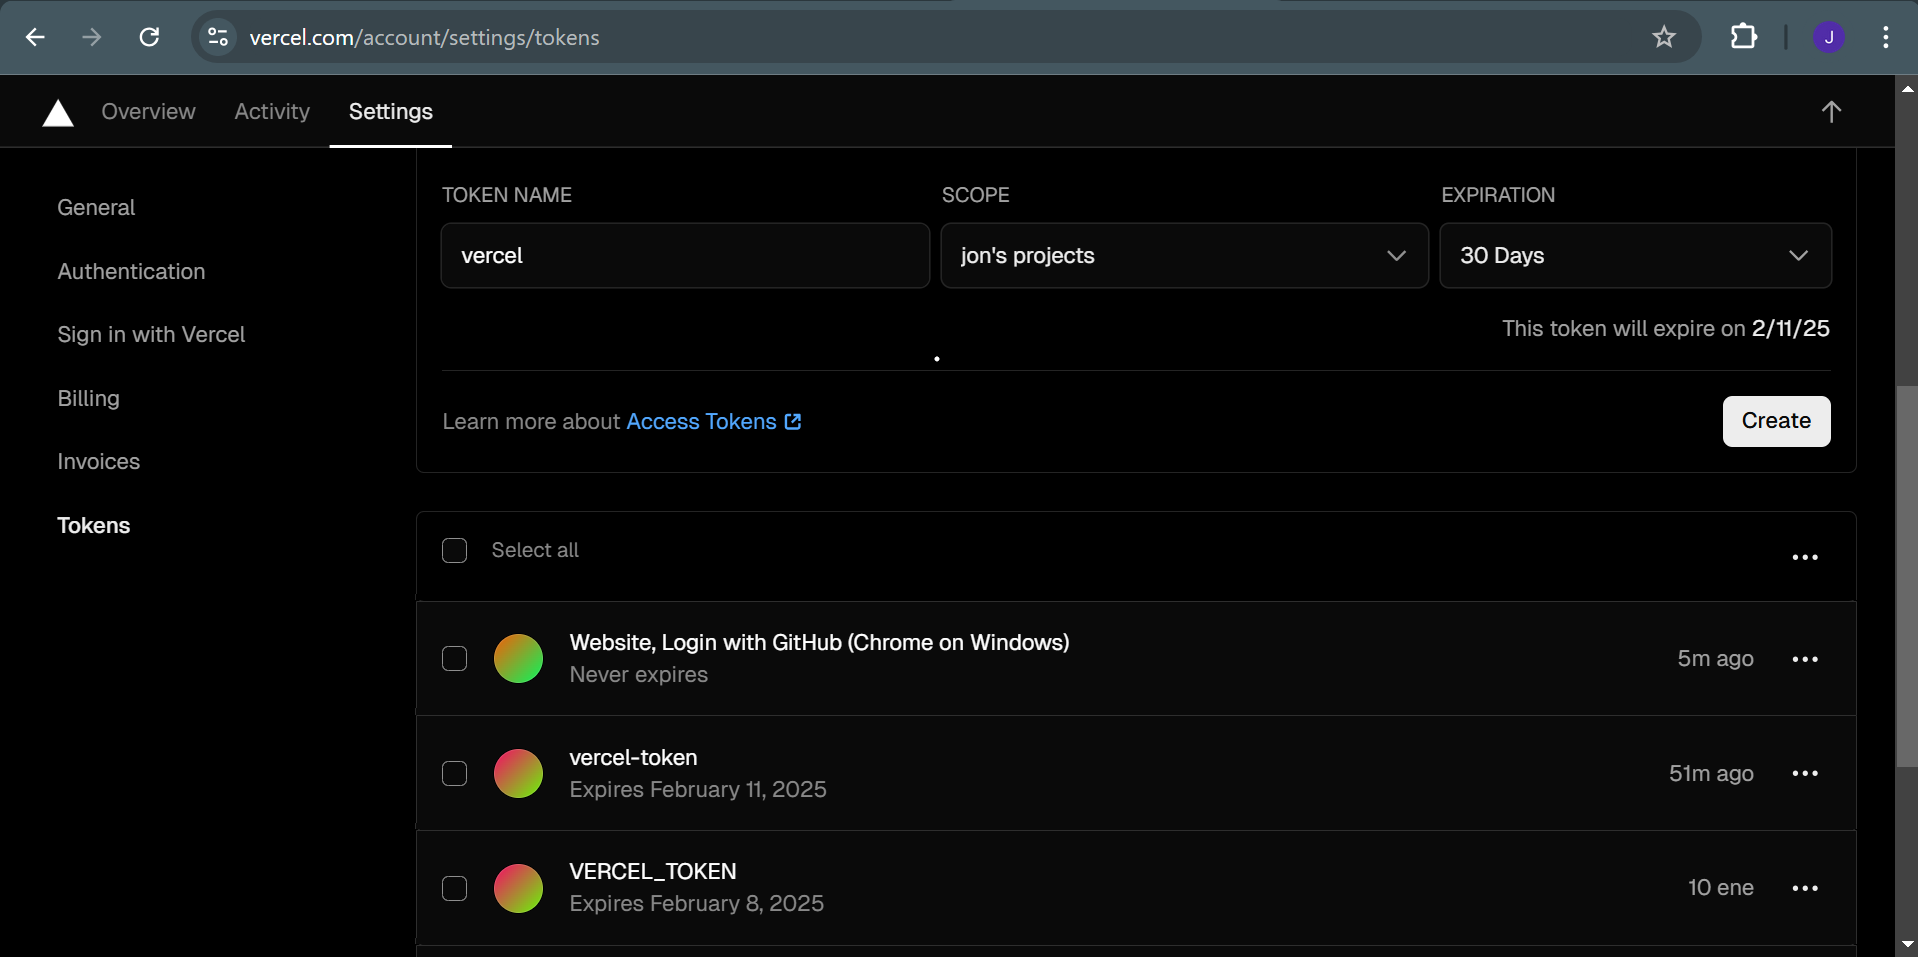 vercel.com/account/settings/tokens
J
Overview Activity Settings
General
Authentication
Sign in with Vercel
Billing
Invoices
Tokens
TOKEN NAME SCOPE EXPIRATION
vercel jon's projects 30 Days
This token will expire on 2/11/25
Learn more about Access Tokens
Create
Select all
Website, Login with GitHub (Chrome on Windows)
Never expires
5m ago
vercel-token
Expires February 11, 2025
51m ago
VERCEL_TOKEN
Expires February 8, 2025
10 ene